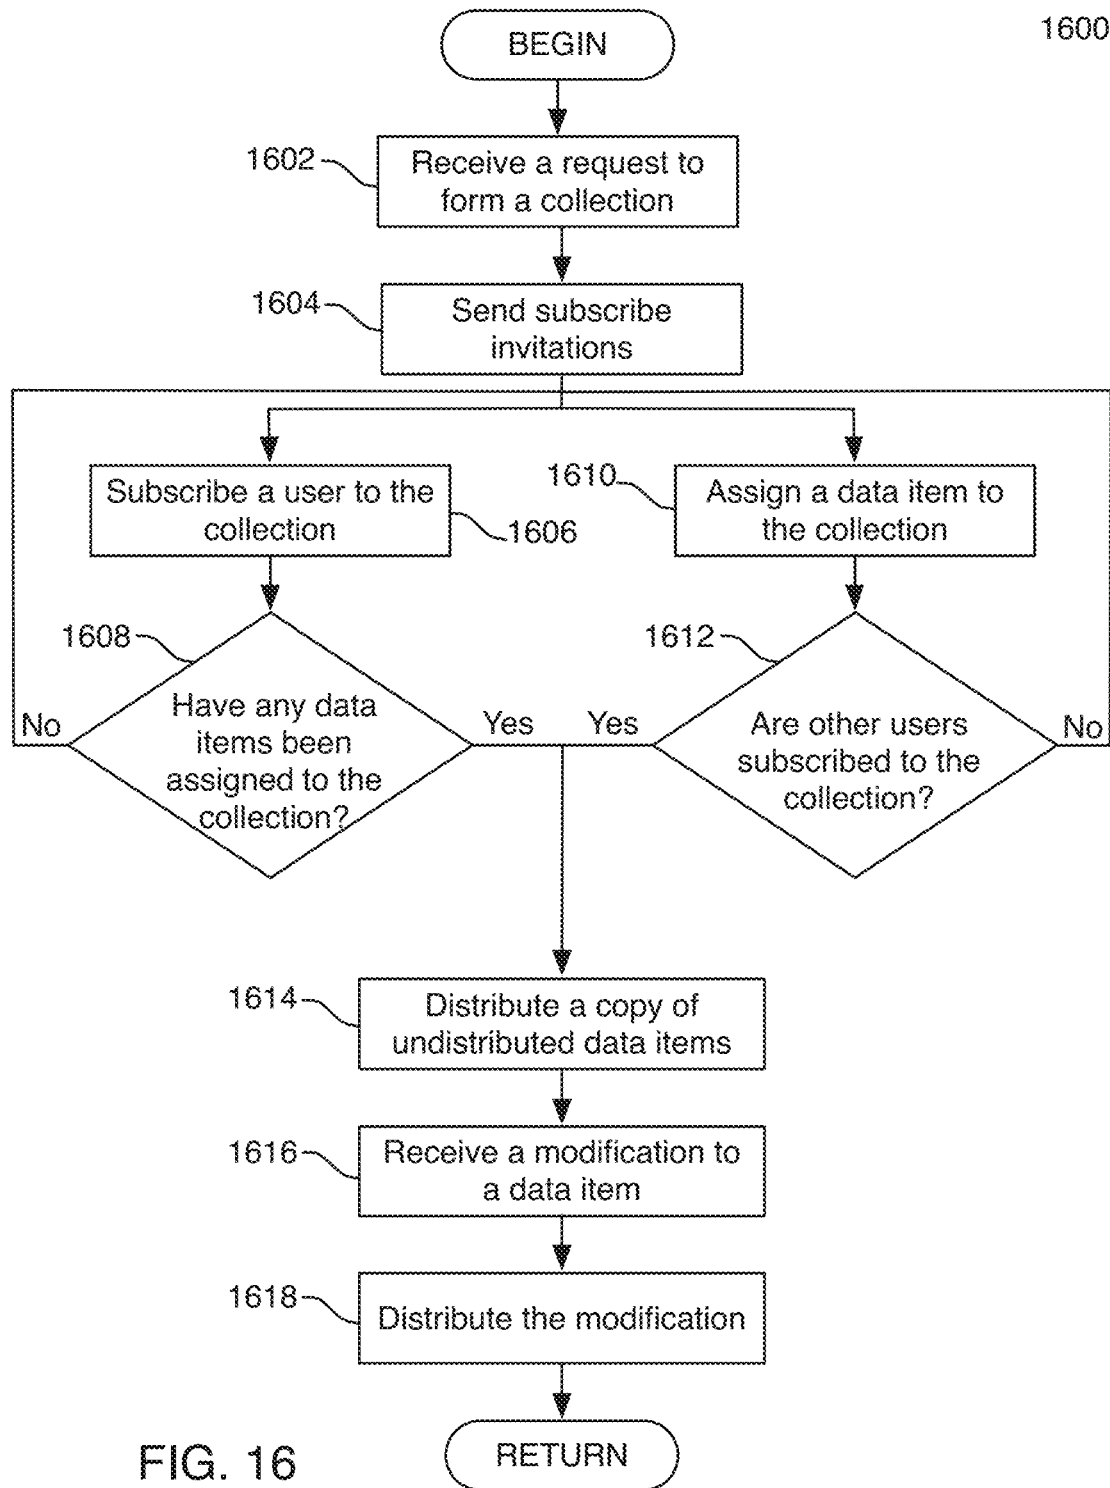 BEGIN
1600
1602
Receive a request to
form a collection
1604
Send subscribe
invitations
Subscribe a user to the
collection
1606
1610
Assign a data item to
the collection
1608
Have any data
items been
assigned to the
collection?
No
Yes
1612
Are other users
subscribed to the
collection?
Yes
No
1614
Distribute a copy of
undistributed data items
1616
Receive a modification to
a data item
1618
Distribute the modification
RETURN
FIG. 16